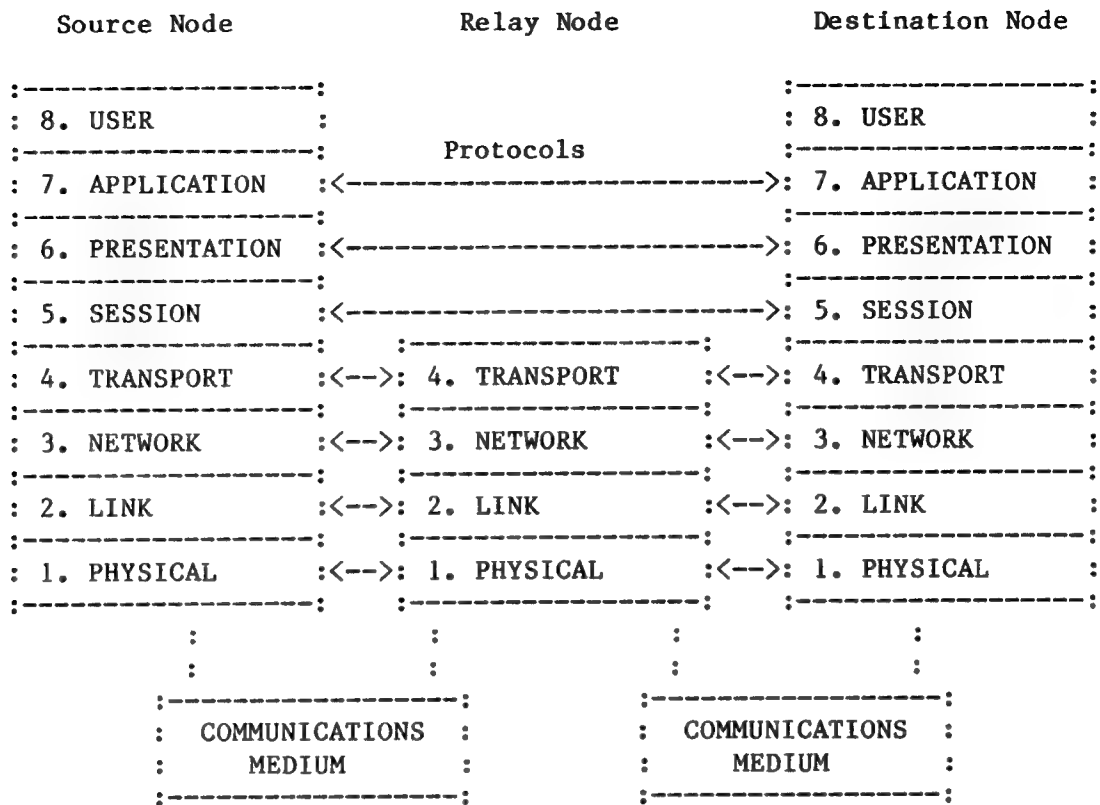 Source Node Relay Node Destination Node
8. USER 8. USER
Protocols
7. APPLICATION <--> 7. APPLICATION
6. PRESENTATION <--> 6. PRESENTATION
5. SESSION <--> 5. SESSION
4. TRANSPORT <--> 4. TRANSPORT <--> 4. TRANSPORT
3. NETWORK <--> 3. NETWORK <--> 3. NETWORK
2. LINK <--> 2. LINK <--> 2. LINK
1. PHYSICAL <--> 1. PHYSICAL <--> 1. PHYSICAL
COMMUNICATIONS COMMUNICATIONS
MEDIUM MEDIUM